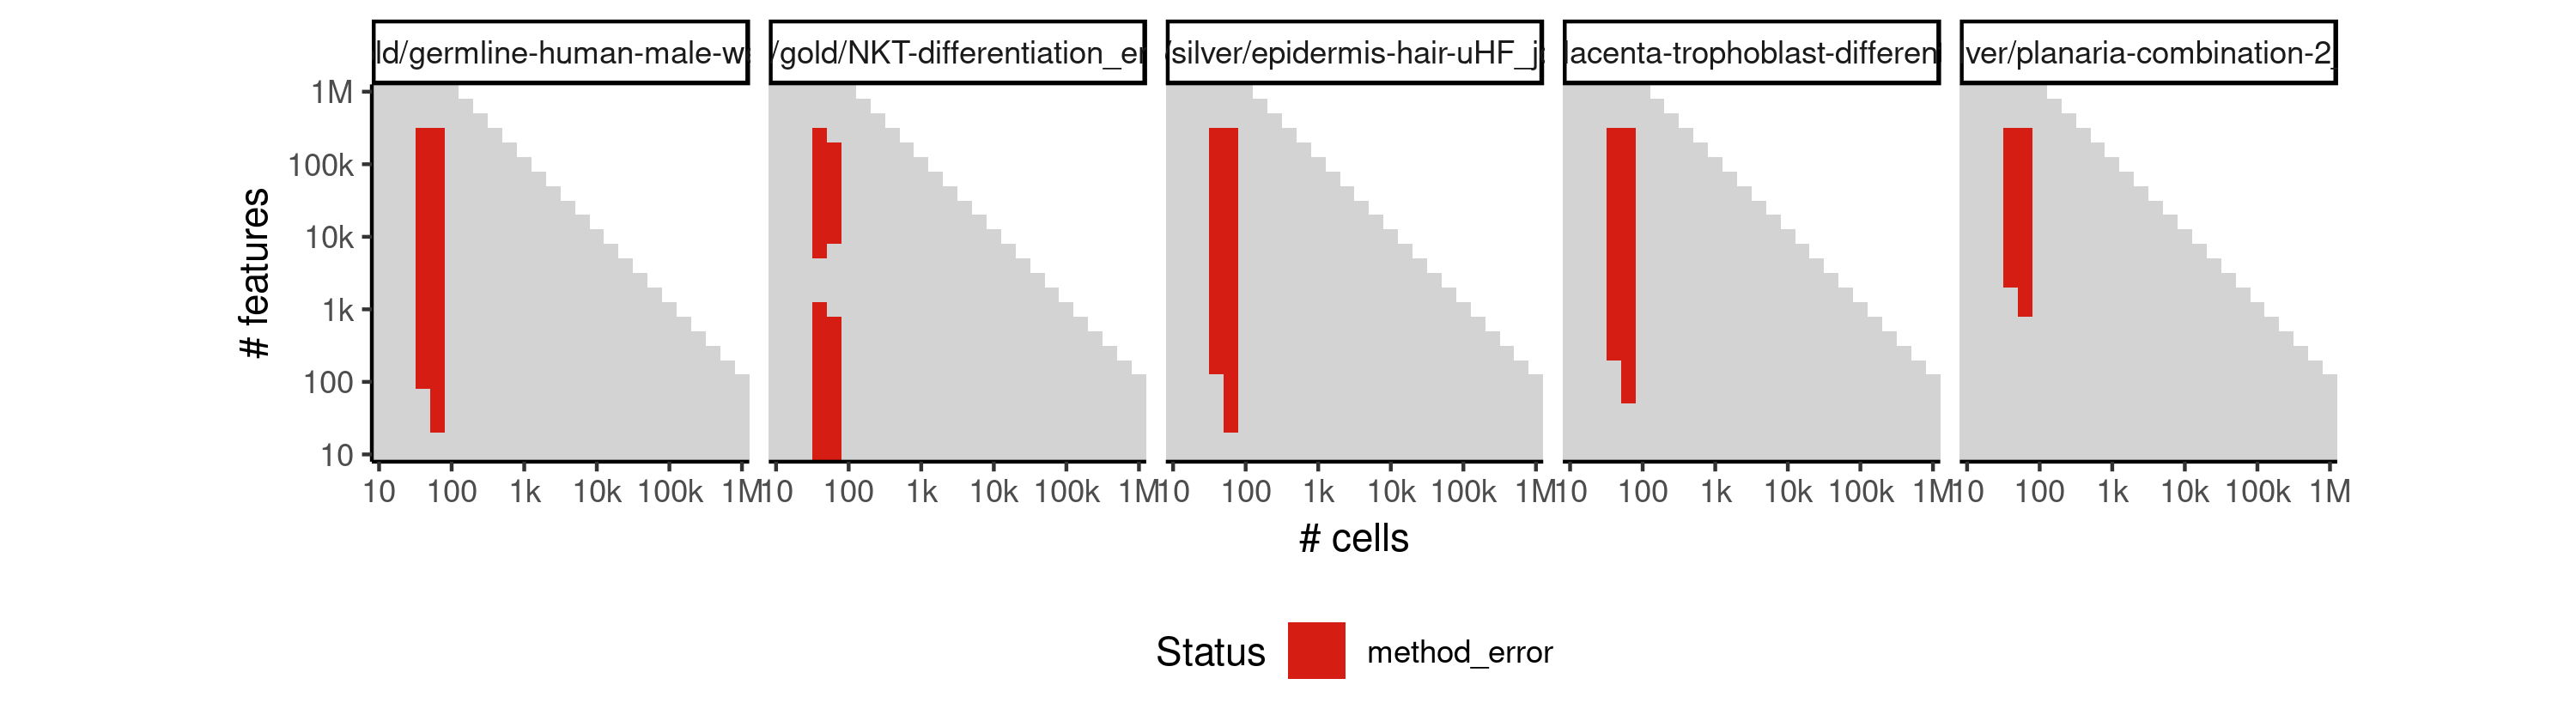 ld/germline-human-male-w
/gold/NKT-differentiation_er
/silver/epidermis-hair-uHF_j
lacenta-trophoblast-differen
ver/planaria-combination-2
1M
100k
10k
1k
100
10
# features
10 100 1k 10k 100k 1M
10 100 1k 10k 100k 1M
10 100 1k 10k 100k 1M
10 100 1k 10k 100k 1M
10 100 1k 10k 100k 1M
# cells
Status method_error